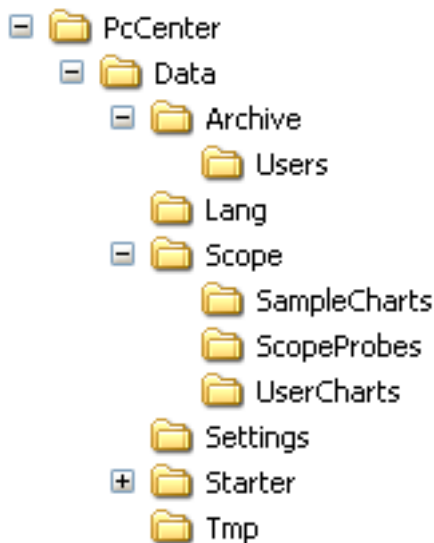 PcCenter
Data
Archive
Users
Lang
Scope
SampleCharts
ScopeProbes
UserCharts
Settings
Starter
Tmp